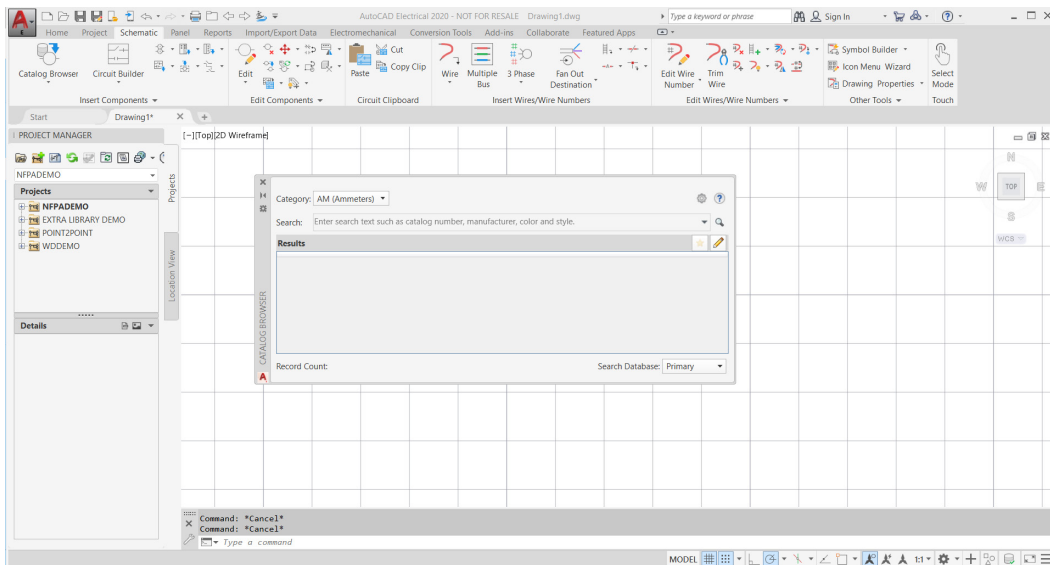 AutoCAD Electrical 2020 - NOT FOR RESALE Drawing1.dwg
Type a keyword or phrase
Sign In
Home Project Schematic Panel Reports Import/Export Data Electromechanical Conversion Tools Add-ins Collaborate Featured Apps
Catalog Browser
Circuit Builder
Insert Components
Edit
Edit Components
Paste
Cut
Copy Clip
Circuit Clipboard
Wire
Multiple
Bus
3 Phase
Fan Out
Destination
Insert Wires/Wire Numbers
Edit Wire
Number
Trim
Wire
Edit Wires/Wire Numbers
Symbol Builder
Icon Menu Wizard
Drawing Properties
Other Tools
Select
Mode
Touch
Start
Drawing1*
PROJECT MANAGER
NFPADEMO
Projects
NFPADEMO
EXTRA LIBRARY DEMO
POINT2POINT
WDDEMO
Projects
Location View
Details
[-][Top][2D Wireframe]
N
W
TOP
E
S
WCS
CATALOG BROWSER
Category: AM (Ammeters)
Search: Enter search text such as catalog number, manufacturer, color and style.
Results
Record Count:
Search Database: Primary
Command: *Cancel*
Command: *Cancel*
Type a command
MODEL
1:1